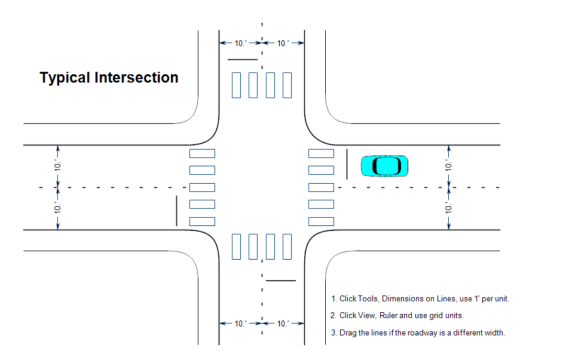 10.' 10.'
Typical Intersection
10.' 10.'
10.' 10.'
1. Click Tools, Dimensions on Lines, use 1' per unit.
2. Click View, Ruler and use grid units.
10.' 10.'
3. Drag the lines if the roadway is a different width.